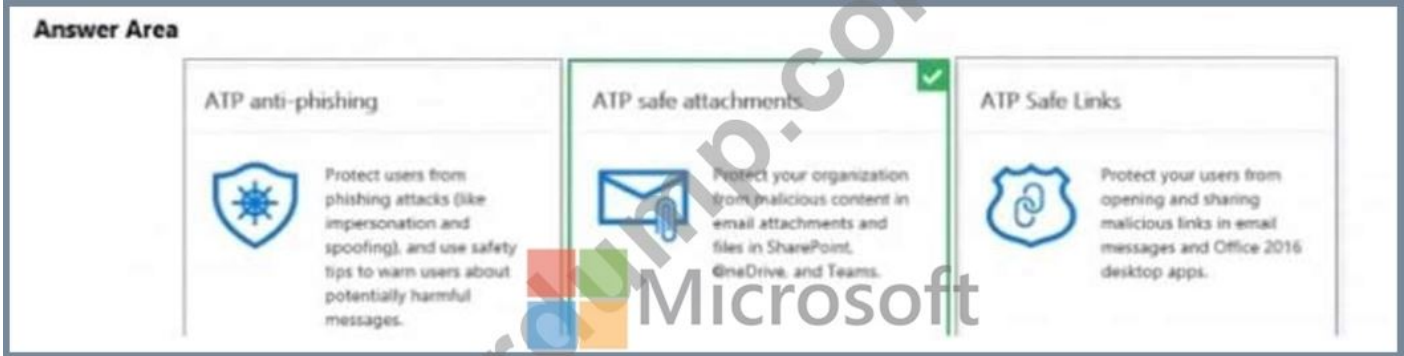 Answer Area
ATP anti-phishing
Protect users from
phishing attacks (like
impersonation and
spoofing), and use safety
tips to warn users about
potentially harmful
messages.
ATP safe attachments
Protect your organization
from malicious content in
email attachments and
files in SharePoint,
OneDrive, and Teams.
ATP Safe Links
Protect your users from
opening and sharing
malicious links in email
messages and Office 2016
desktop apps.
Microsoft
rdump.co